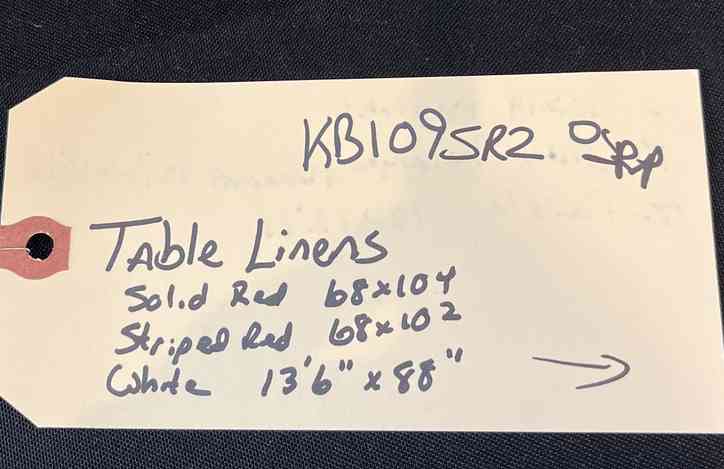 KB1095R2
Table Linens
Solid Red 68x104
Striped Red 68x102
White 13'6" x 88"